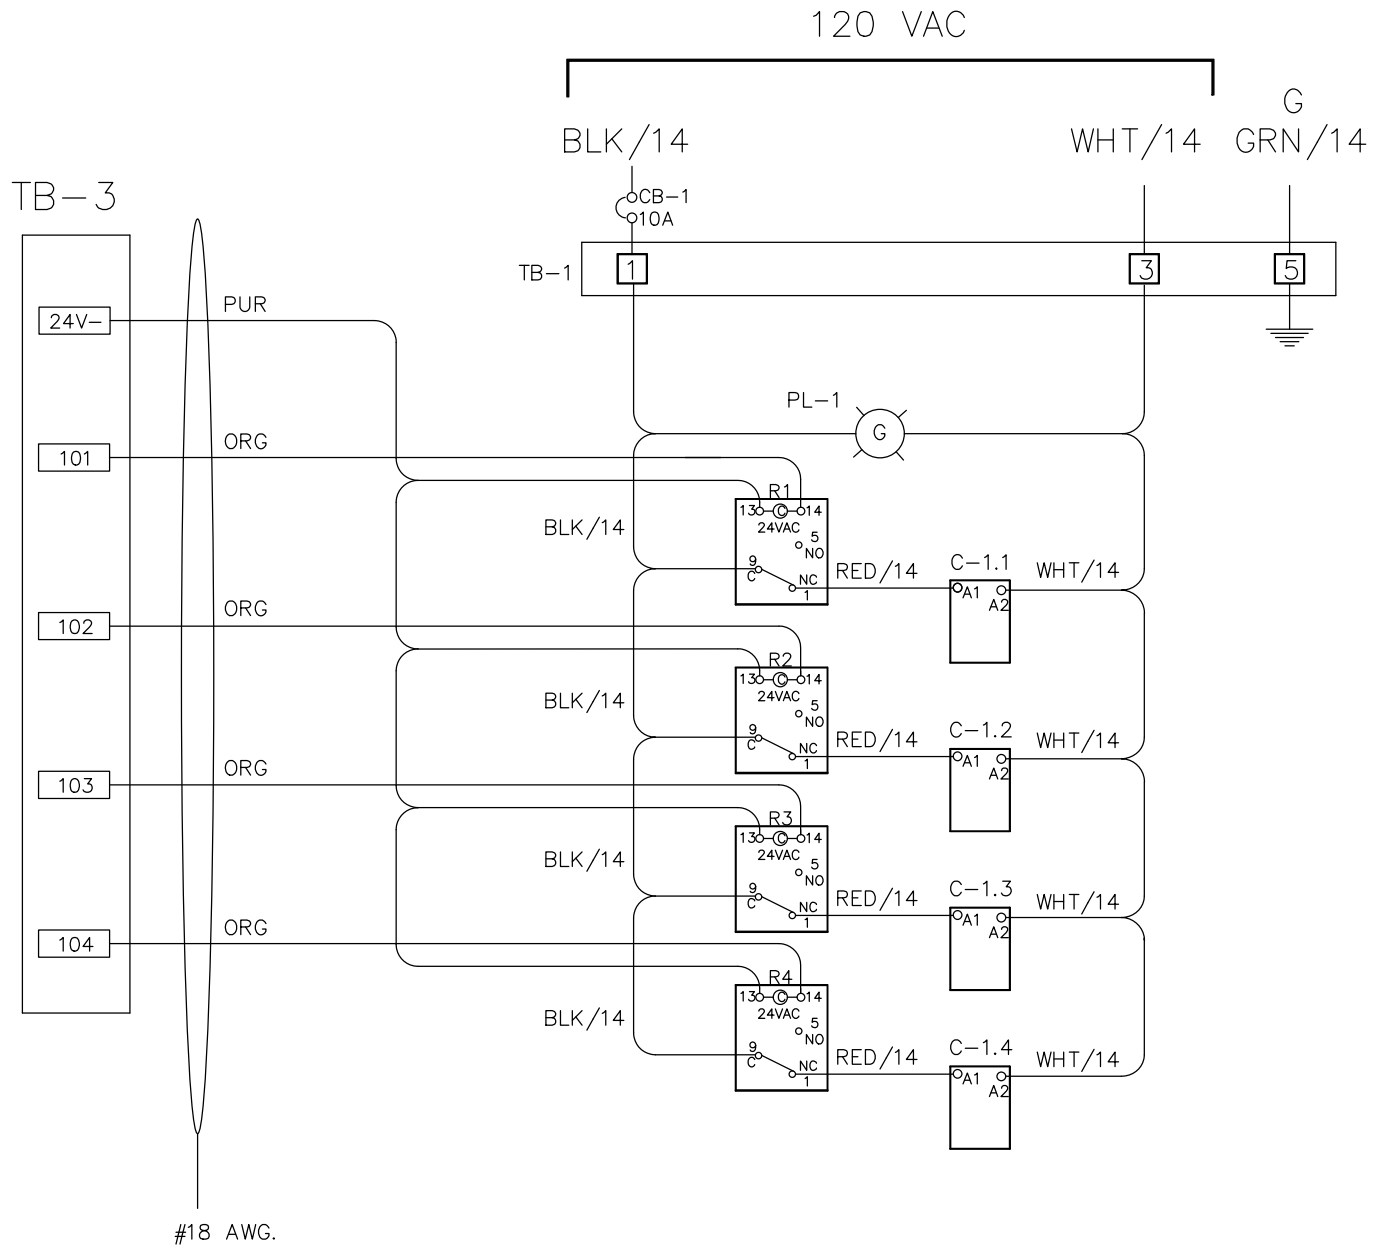 120 VAC
G
BLK/14
WHT/14
GRN/14
TB-3
CB-1
10A
TB-1
1
3
5
24V-
PUR
PL-1
G
101
ORG
R1
13
C
14
24VAC
BLK/14
5
NO
9
C
NC
1
RED/14
C-1.1
A1
A2
WHT/14
102
ORG
R2
13
C
14
24VAC
BLK/14
5
NO
9
C
NC
1
RED/14
C-1.2
A1
A2
WHT/14
103
ORG
R3
13
C
14
24VAC
BLK/14
5
NO
9
C
NC
1
RED/14
C-1.3
A1
A2
WHT/14
104
ORG
R4
13
C
14
24VAC
BLK/14
5
NO
9
C
NC
1
RED/14
C-1.4
A1
A2
WHT/14
#18 AWG.